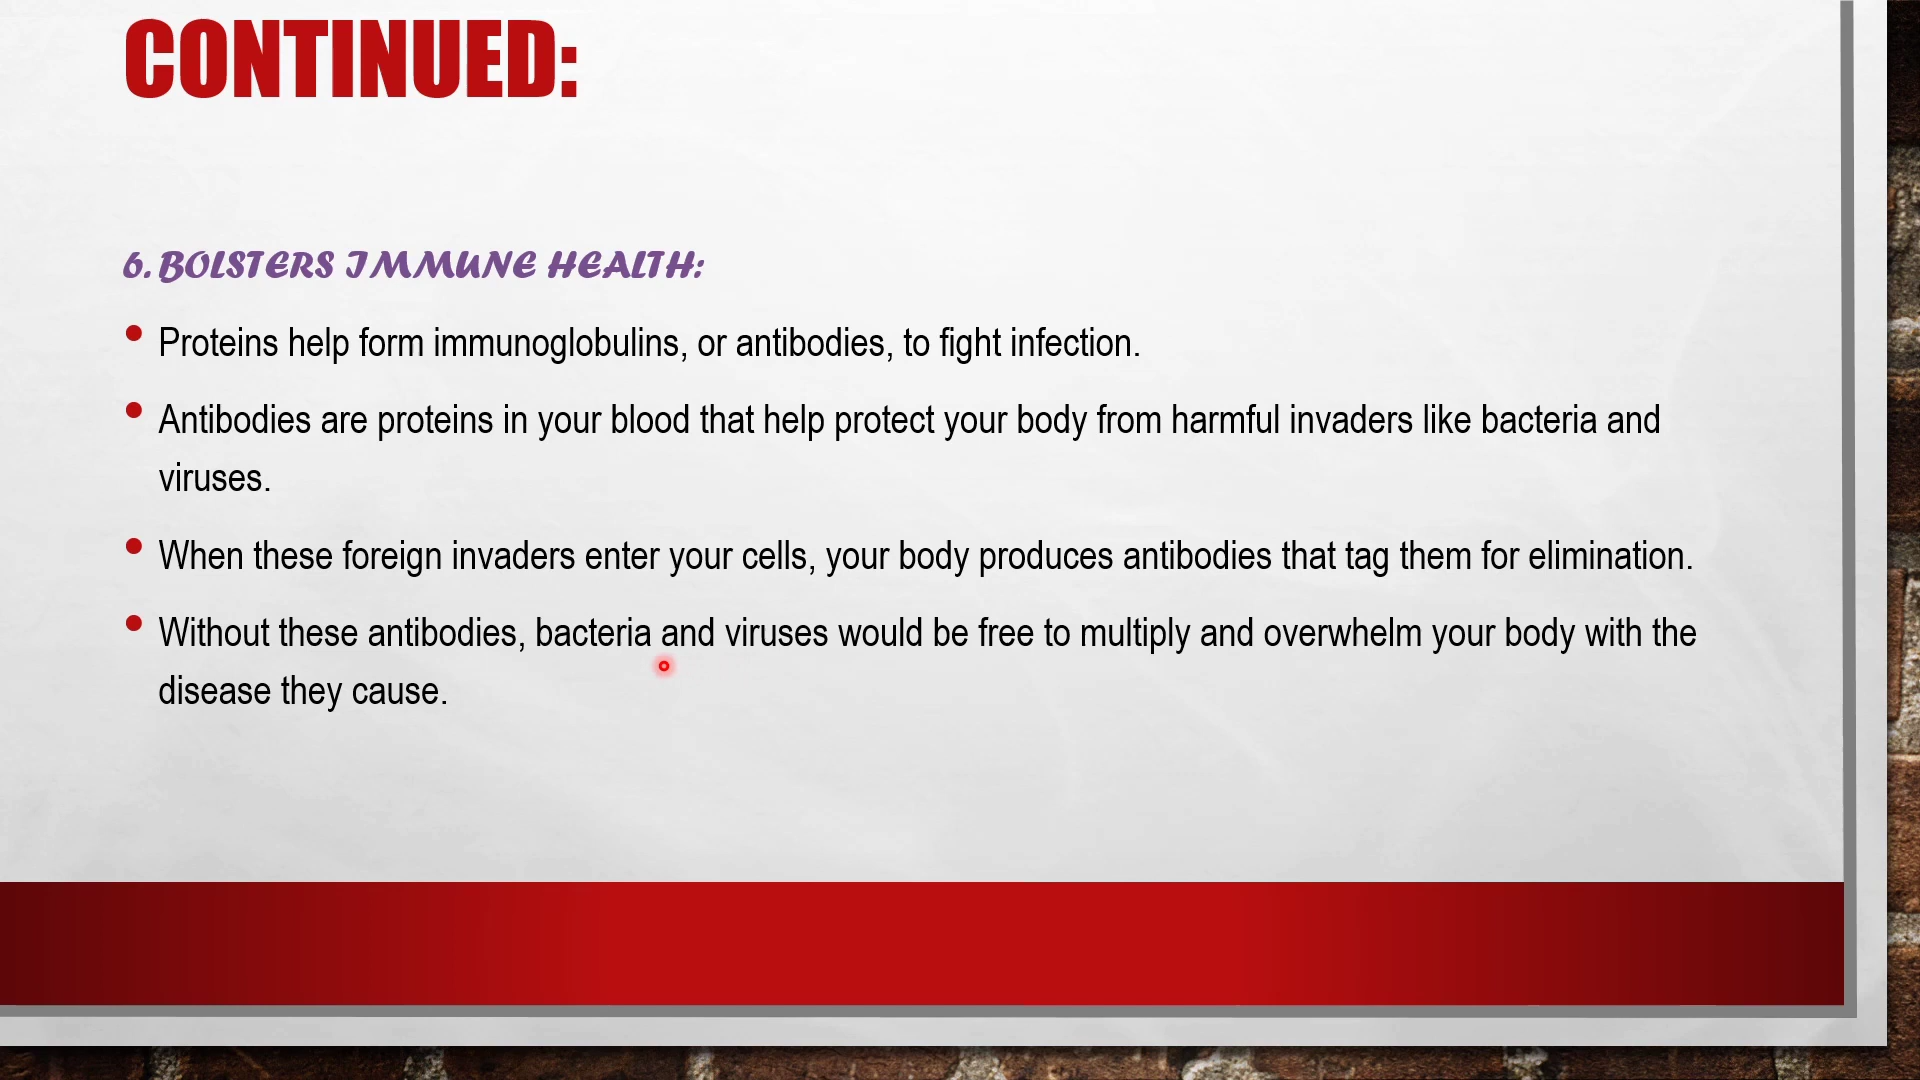 CONTINUED:
6. BOLSTERS IMMUNE HEALTH:
Proteins help form immunoglobulins, or antibodies, to fight infection.
Antibodies are proteins in your blood that help protect your body from harmful invaders like bacteria and
viruses.
When these foreign invaders enter your cells, your body produces antibodies that tag them for elimination.
Without these antibodies, bacteria and viruses would be free to multiply and overwhelm your body with the
disease they cause.